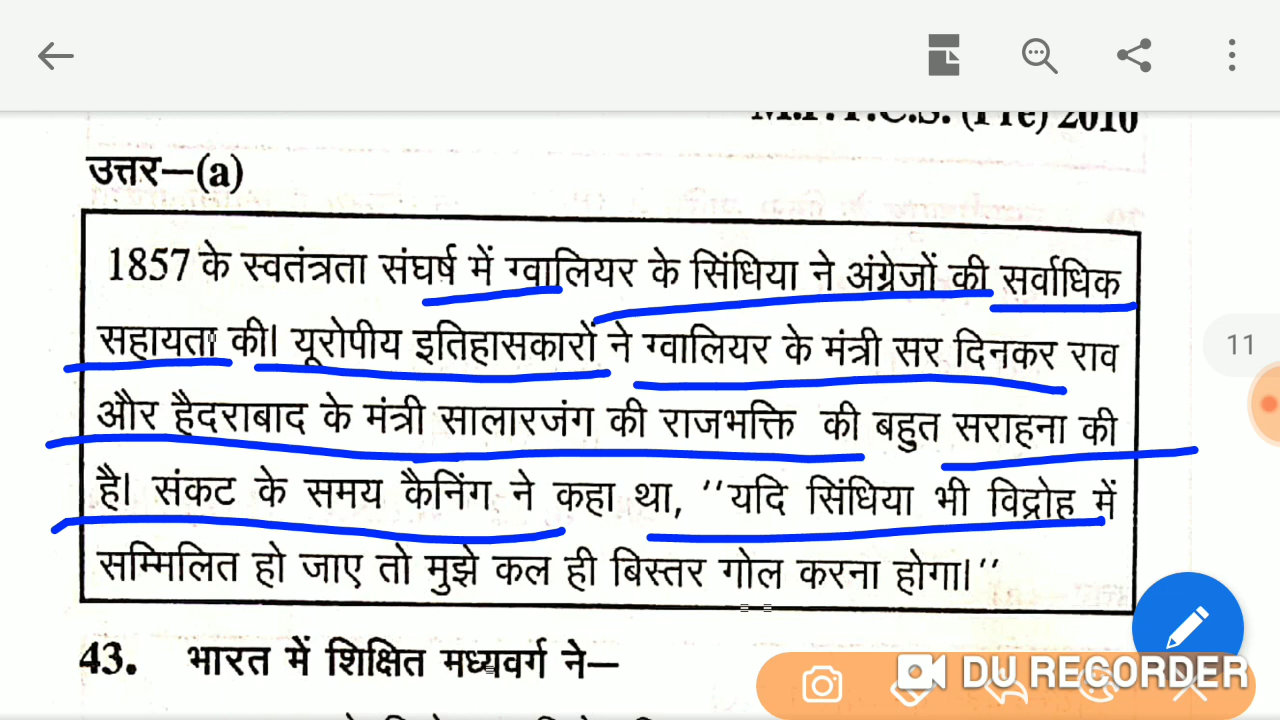 M.P. P.C.S. (Pre) 2010
उत्तर–(a)
1857 के स्वतंत्रता संघर्ष में ग्वालियर के सिंधिया ने अंग्रेजों की सर्वाधिक
सहायता की। यूरोपीय इतिहासकारों ने ग्वालियर के मंत्री सर दिनकर राव
और हैदराबाद के मंत्री सालारजंग की राजभक्ति की बहुत सराहना की
है। संकट के समय कैनिंग ने कहा था, ‘‘यदि सिंधिया भी विद्रोह में
सम्मिलित हो जाए तो मुझे कल ही बिस्तर गोल करना होगा।’’
11
43. भारत में शिक्षित मध्यवर्ग ने–
DU RECORDER